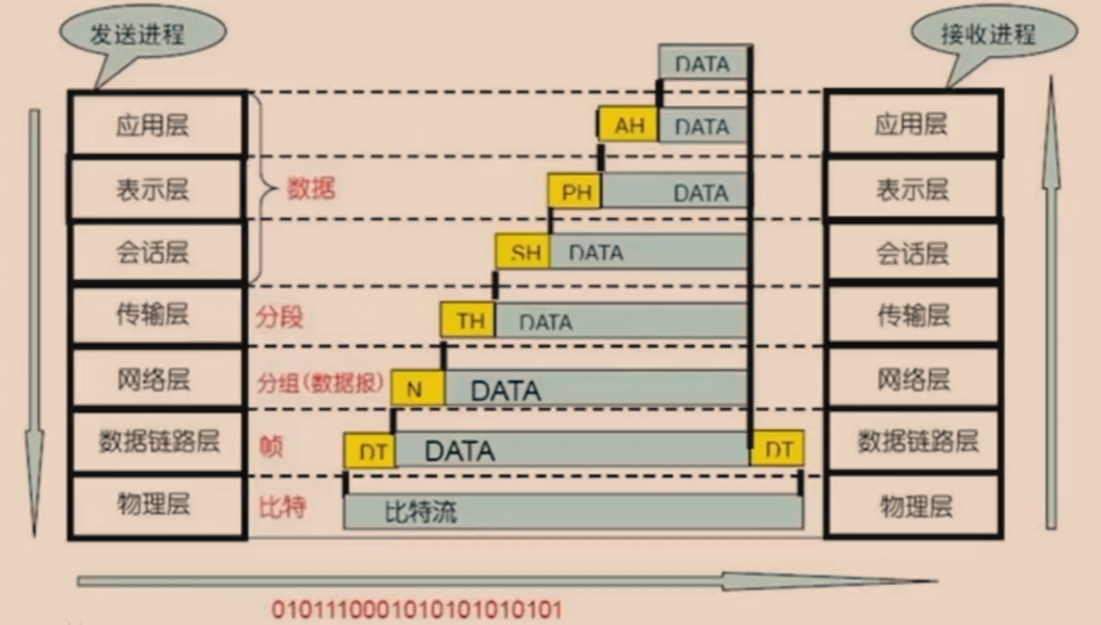 发送进程
接收进程
DATA
应用层
AH DATA
应用层
表示层
数据
PH DATA
表示层
会话层
SH DATA
会话层
传输层
分段
TH DATA
传输层
网络层
分组(数据报)
N DATA
网络层
数据链路层
帧
DT DATA DT
数据链路层
物理层
比特
比特流
物理层
0101110001010101010101